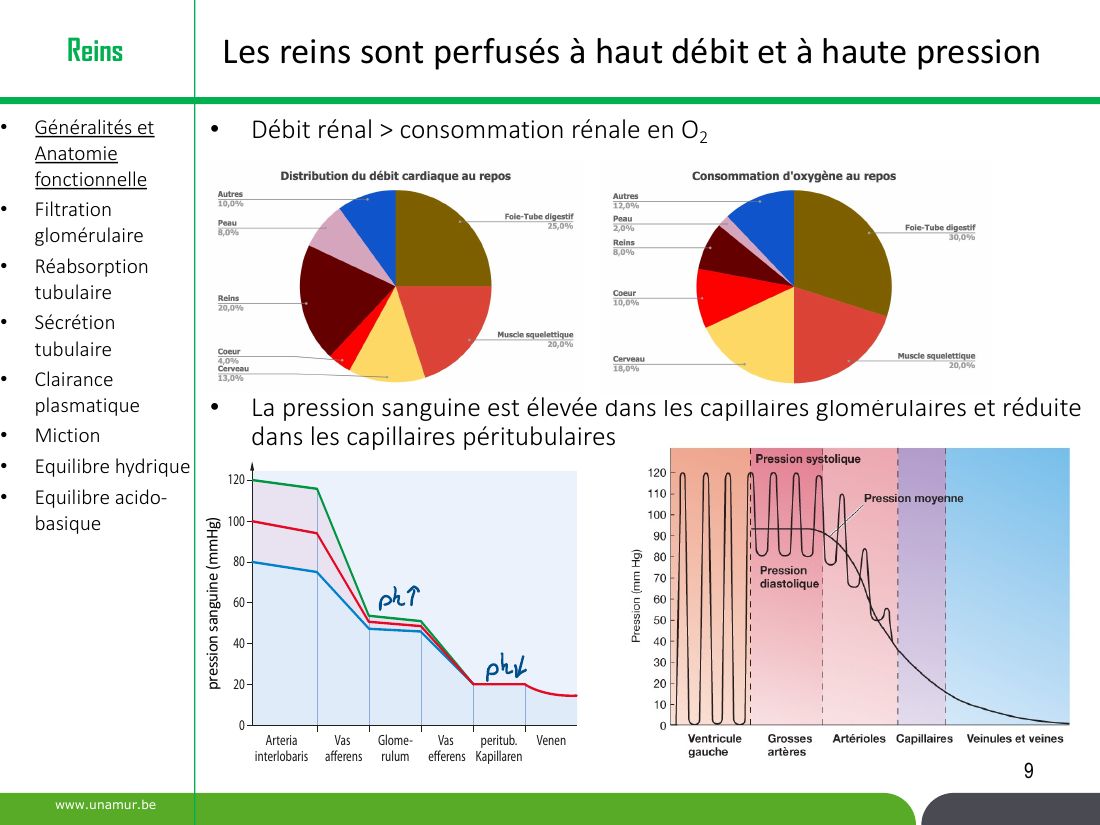 Reins
Les reins sont perfusés à haut débit et à haute pression
• Généralités et
Anatomie
fonctionnelle
• Filtration
glomérulaire
• Réabsorption
tubulaire
• Sécrétion
tubulaire
• Clairance
plasmatique
• Miction
• Equilibre hydrique
• Equilibre acido-
basique
• Débit rénal > consommation rénale en O2
Distribution du débit cardiaque au repos
Autres
10,0%
Peau
8,0%
Reins
20,0%
Coeur
4,0%
Cerveau
13,0%
Foie-Tube digestif
25,0%
Muscle squelettique
20,0%
Consommation d'oxygène au repos
Autres
12,0%
Peau
2,0%
Reins
8,0%
Coeur
10,0%
Cerveau
18,0%
Foie-Tube digestif
30,0%
Muscle squelettique
20,0%
• La pression sanguine est élevée dans les capillaires glomérulaires et réduite
dans les capillaires péritubulaires
pression sanguine (mmHg)
120
100
80
60
40
20
0
ph↑
ph↓
Arteria
interlobaris
Vas
afferens
Glome-
rulum
Vas
efferens
peritub.
Kapillaren
Venen
Pression (mm Hg)
120
110
100
90
80
70
60
50
40
30
20
10
0
Pression systolique
Pression moyenne
Pression
diastolique
Ventricule
gauche
Grosses
artères
Artérioles
Capillaires
Veinules et veines
9
www.unamur.be